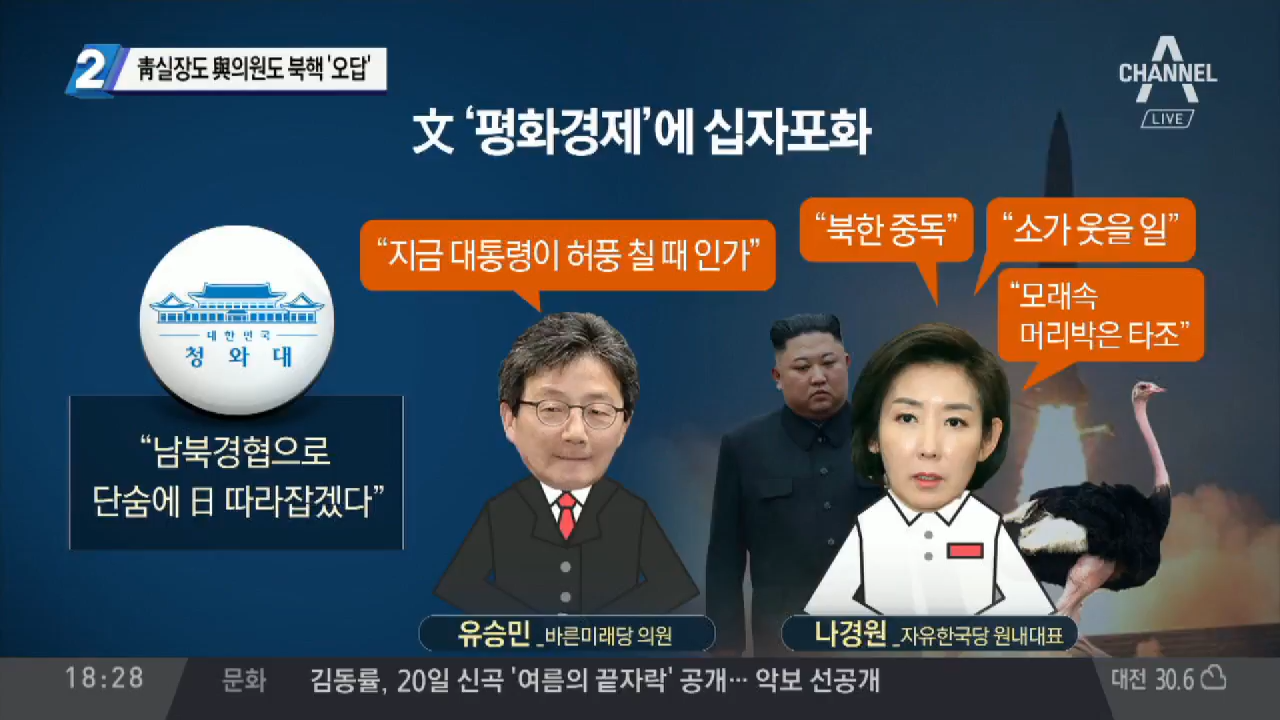 2 靑실장도 與의원도 북핵 '오답'
CHANNEL A
LIVE
文 '평화경제'에 십자포화
"지금 대통령이 허풍 칠 때 인가"
"북한 중독"
"소가 웃을 일"
"모래속
머리박은 타조"
대한민국
청와대
"남북경협으로
단숨에 日 따라잡겠다"
유승민 _바른미래당 의원
나경원 _자유한국당 원내대표
18:28 문화 김동률, 20일 신곡 '여름의 끝자락' 공개… 악보 선공개 대전 30.6